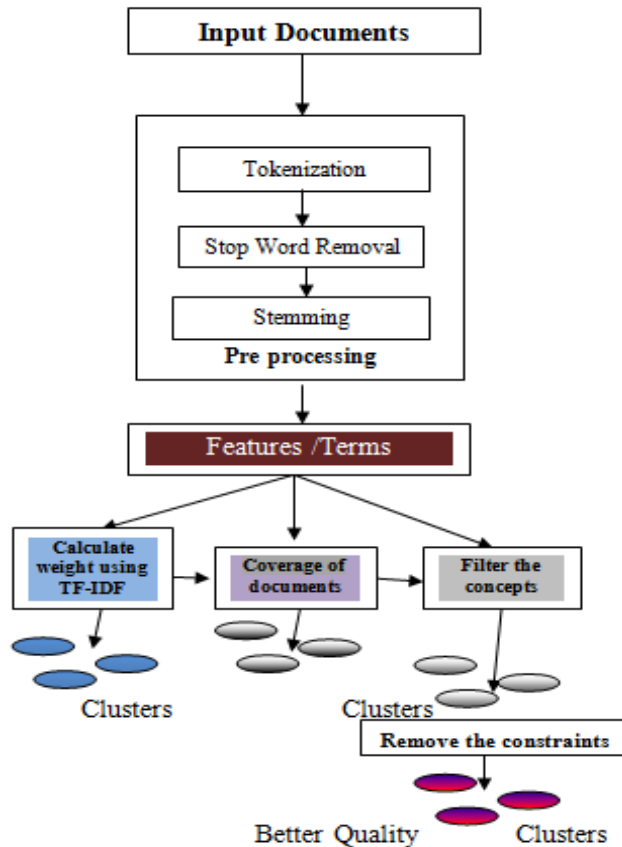 Input Documents
Tokenization
Stop Word Removal
Stemming
Pre processing
Features /Terms
Calculate
weight using
TF-IDF
Coverage of
documents
Filter the
concepts
Clusters
Clusters
Remove the constraints
Better Quality
Clusters